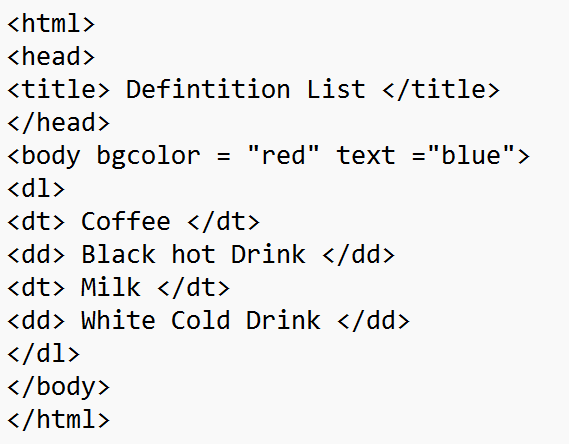 <html>
<head>
<title> Defintition List </title>
</head>
<body bgcolor = "red" text ="blue">
<dl>
<dt> Coffee </dt>
<dd> Black hot Drink </dd>
<dt> Milk </dt>
<dd> White Cold Drink </dd>
</dl>
</body>
</html>